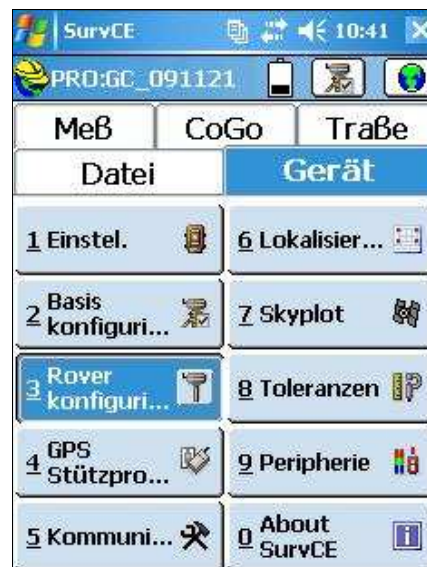 SurvCE 10:41
PRO:GC_091121
Meß CoGo Traße
Datei Gerät
1 Einstel.
6 Lokalisier...
2 Basis
konfiguri...
7 Skyplot
3 Rover
konfiguri...
8 Toleranzen
4 GPS
Stützpro...
9 Peripherie
5 Kommuni...
0 About
SurvCE